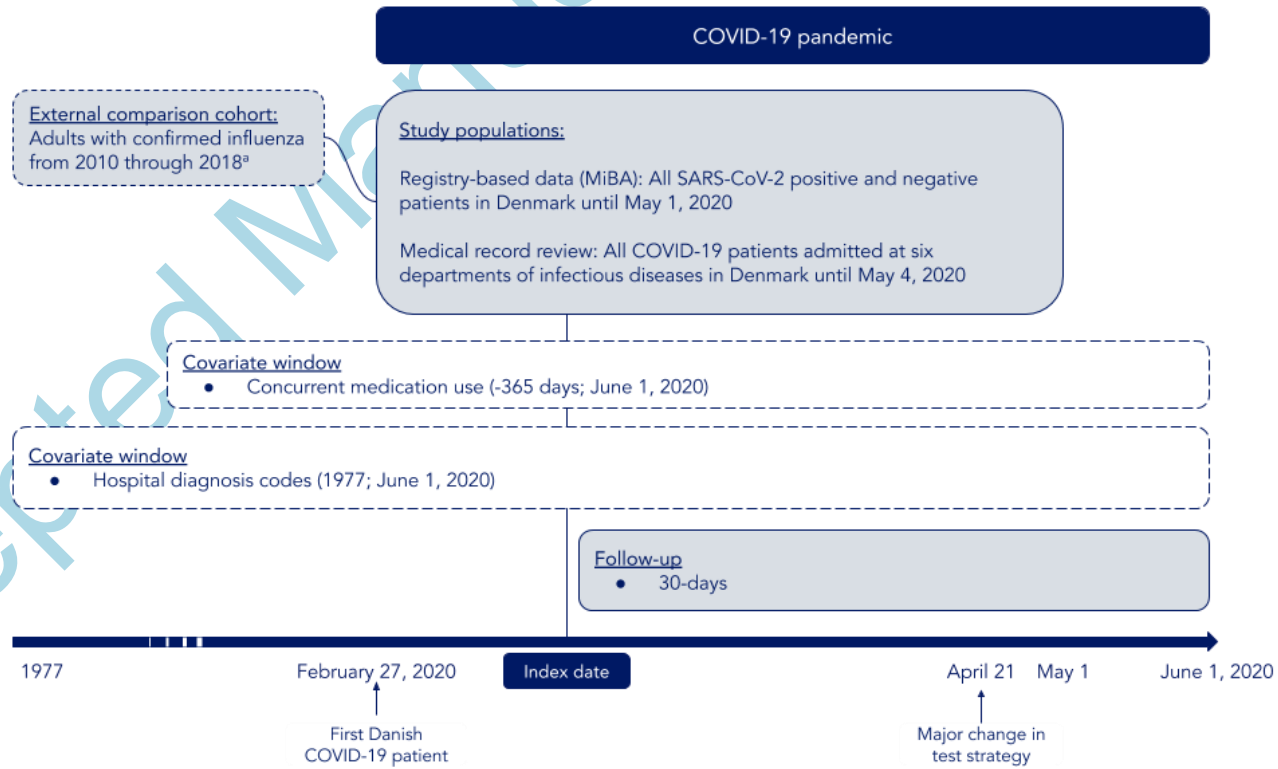 COVID-19 pandemic
External comparison cohort:
Adults with confirmed influenza
from 2010 through 2018ª
Study populations:
Registry-based data (MiBA): All SARS-CoV-2 positive and negative
patients in Denmark until May 1, 2020
Medical record review: All COVID-19 patients admitted at six
departments of infectious diseases in Denmark until May 4, 2020
Covariate window
● Concurrent medication use (-365 days; June 1, 2020)
Covariate window
● Hospital diagnosis codes (1977; June 1, 2020)
Follow-up
● 30-days
1977
February 27, 2020
Index date
April 21
May 1
June 1, 2020
First Danish
COVID-19 patient
Major change in
test strategy